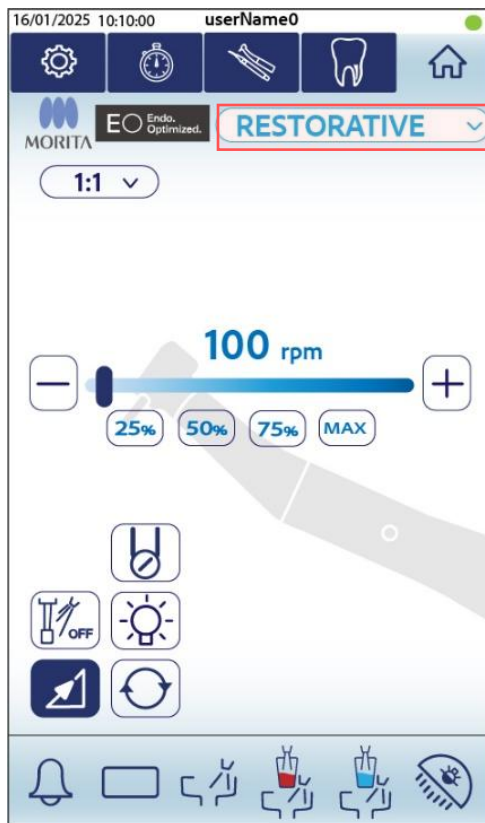 16/01/2025 10:10:00 userName0
MORITA EO Endo. Optimized. RESTORATIVE
1:1
100 rpm
25% 50% 75% MAX
OFF